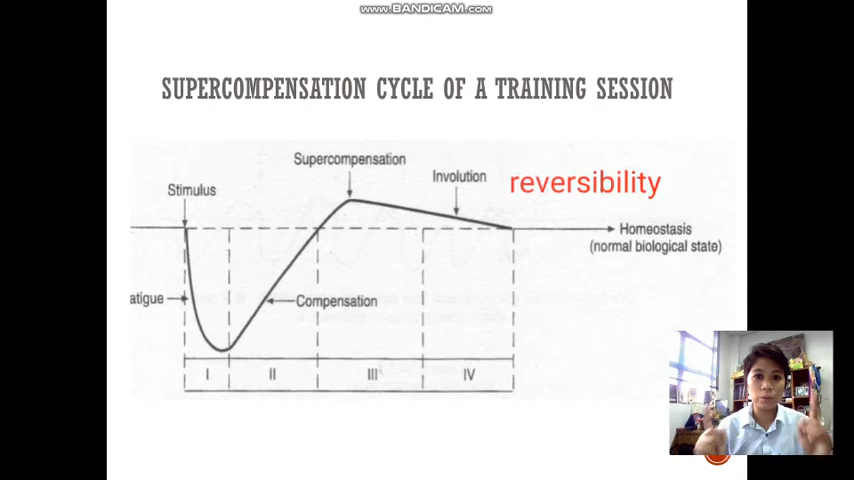 WWW.BANDICAM.COM
SUPERCOMPENSATION CYCLE OF A TRAINING SESSION
Supercompensation
Involution
reversibility
Stimulus
Homeostasis
(normal biological state)
atigue
Compensation
I II III IV